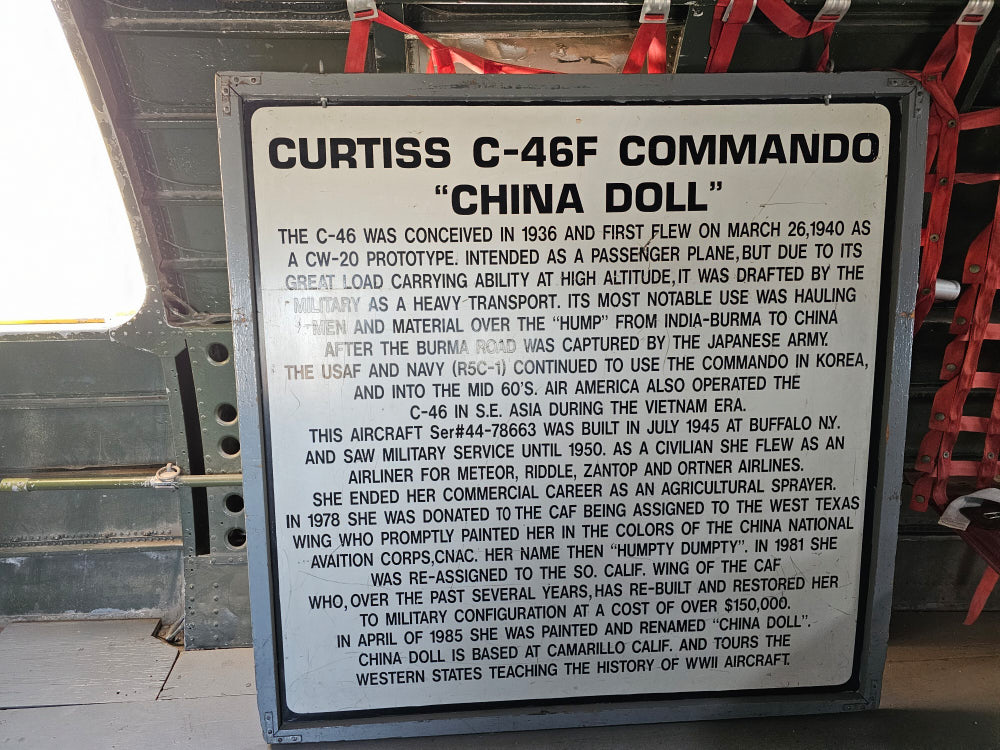 CURTISS C-46F COMMANDO
"CHINA DOLL"
THE C-46 WAS CONCEIVED IN 1936 AND FIRST FLEW ON MARCH 26,1940 AS
A CW-20 PROTOTYPE. INTENDED AS A PASSENGER PLANE, BUT DUE TO ITS
GREAT LOAD CARRYING ABILITY AT HIGH ALTITUDE, IT WAS DRAFTED BY THE
MILITARY AS A HEAVY TRANSPORT. ITS MOST NOTABLE USE WAS HAULING
MEN AND MATERIAL OVER THE "HUMP" FROM INDIA-BURMA TO CHINA
AFTER THE BURMA ROAD WAS CAPTURED BY THE JAPANESE ARMY.
THE USAF AND NAVY (R5C-1) CONTINUED TO USE THE COMMANDO IN KOREA,
AND INTO THE MID 60'S. AIR AMERICA ALSO OPERATED THE
C-46 IN S.E. ASIA DURING THE VIETNAM ERA.
THIS AIRCRAFT Ser#44-78663 WAS BUILT IN JULY 1945 AT BUFFALO N.Y.
AND SAW MILITARY SERVICE UNTIL 1950. AS A CIVILIAN SHE FLEW AS AN
AIRLINER FOR METEOR, RIDDLE, ZANTOP AND ORTNER AIRLINES.
SHE ENDED HER COMMERCIAL CAREER AS AN AGRICULTURAL SPRAYER.
IN 1978 SHE WAS DONATED TO THE CAF BEING ASSIGNED TO THE WEST TEXAS
WING WHO PROMPTLY PAINTED HER IN THE COLORS OF THE CHINA NATIONAL
AVAITION CORPS,CNAC. HER NAME THEN "HUMPTY DUMPTY". IN 1981 SHE
WAS RE-ASSIGNED TO THE SO. CALIF. WING OF THE CAF
WHO, OVER THE PAST SEVERAL YEARS, HAS RE-BUILT AND RESTORED HER
TO MILITARY CONFIGURATION AT A COST OF OVER $150,000.
IN APRIL OF 1985 SHE WAS PAINTED AND RENAMED "CHINA DOLL".
CHINA DOLL IS BASED AT CAMARILLO CALIF. AND TOURS THE
WESTERN STATES TEACHING THE HISTORY OF WWII AIRCRAFT.